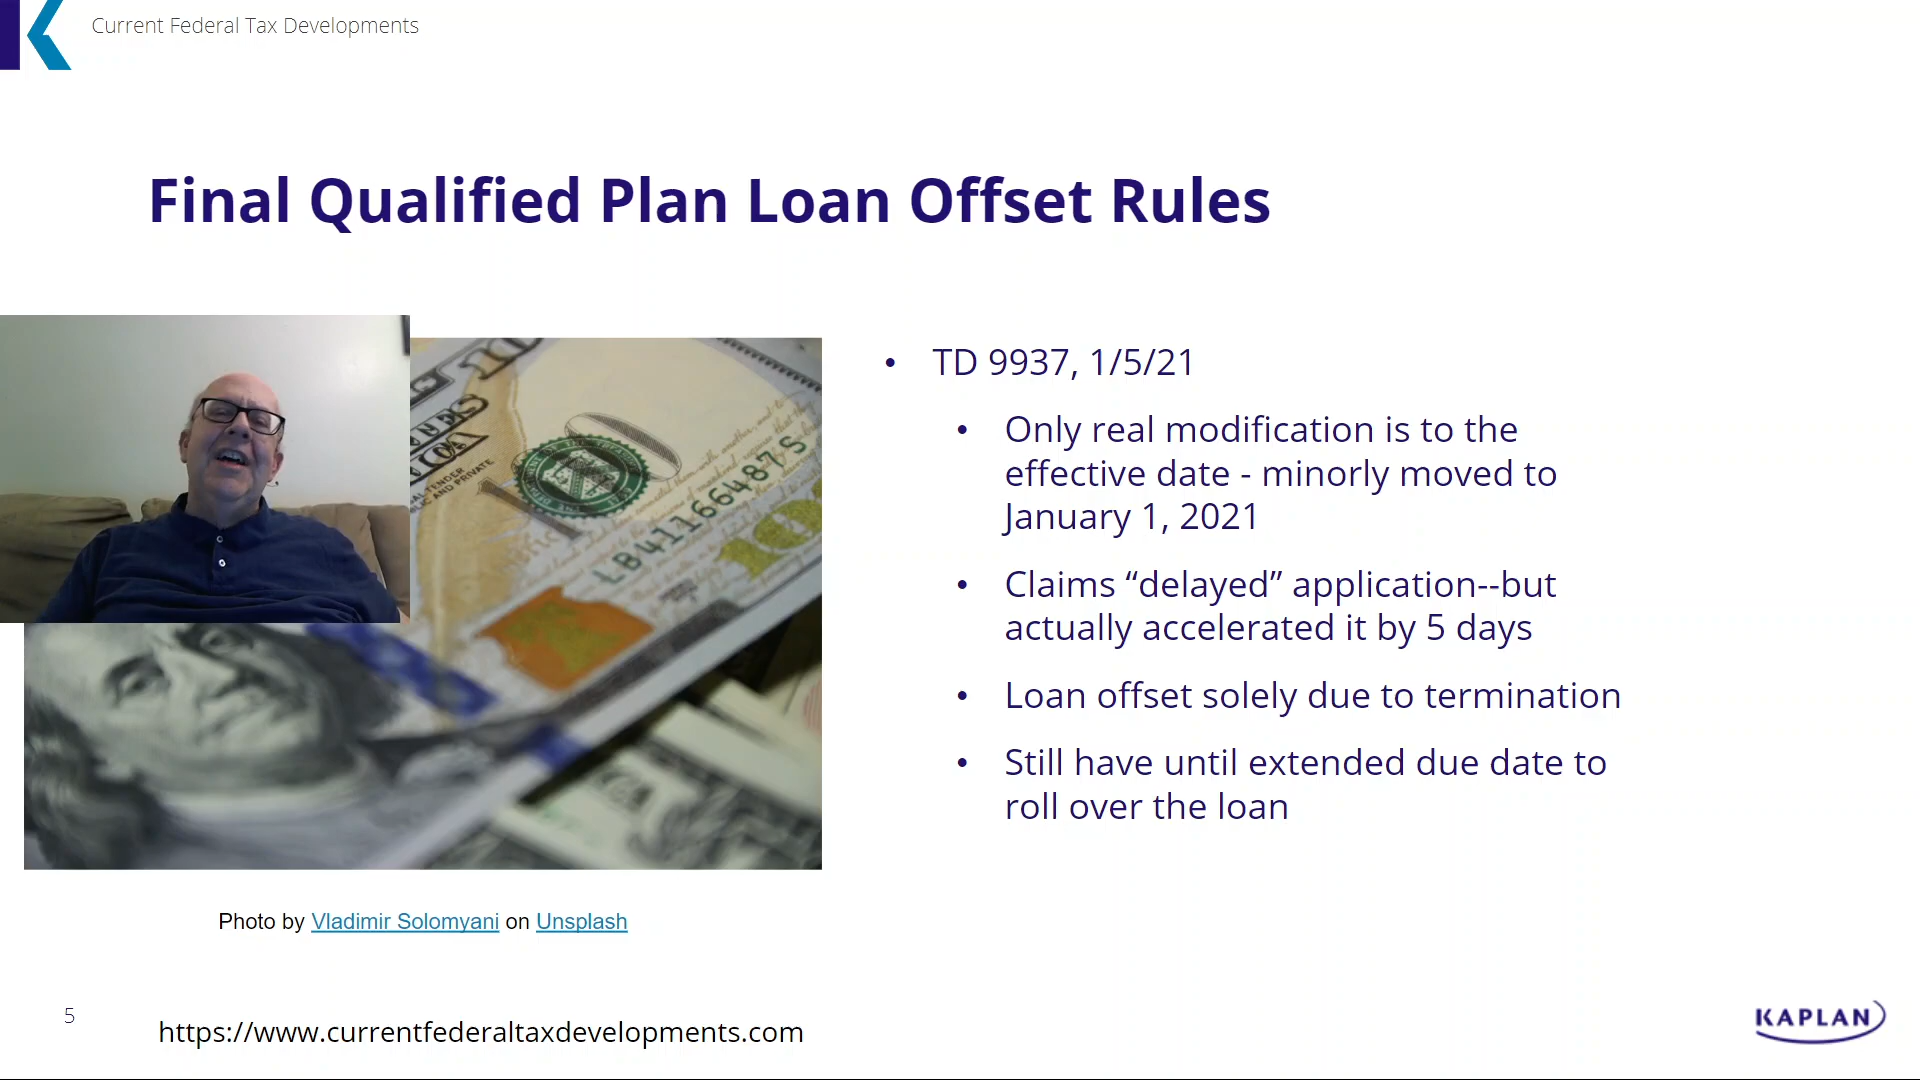 Current Federal Tax Developments
Final Qualified Plan Loan Offset Rules
• TD 9937, 1/5/21
• Only real modification is to the
effective date - minorly moved to
January 1, 2021
• Claims “delayed” application--but
actually accelerated it by 5 days
• Loan offset solely due to termination
• Still have until extended due date to
roll over the loan
LB41166487S
100
Photo by Vladimir Solomyani on Unsplash
5
https://www.currentfederaltaxdevelopments.com
KAPLAN